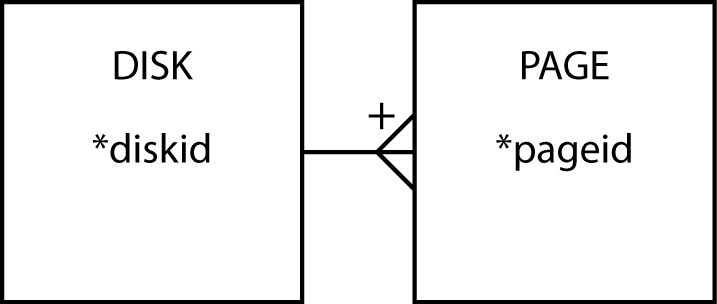 DISK
*diskid
+
PAGE
*pageid